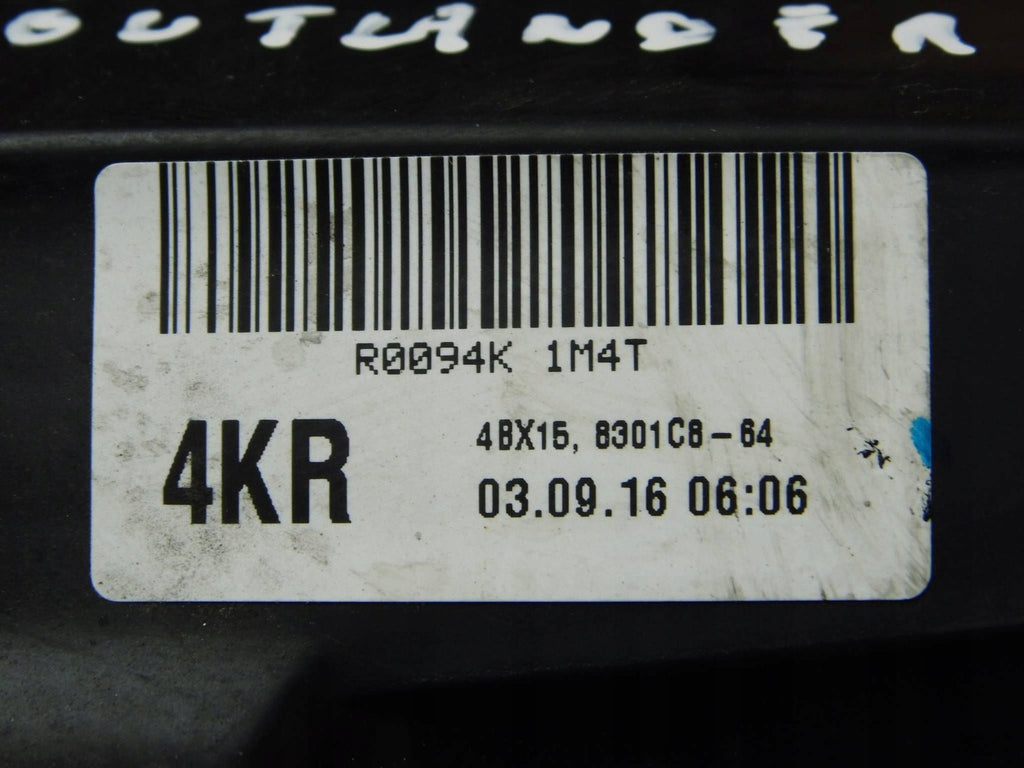 OUTLANDER
R0094K 1M4T
4KR
4BX15, 8301C8-64
03.09.16 06:06